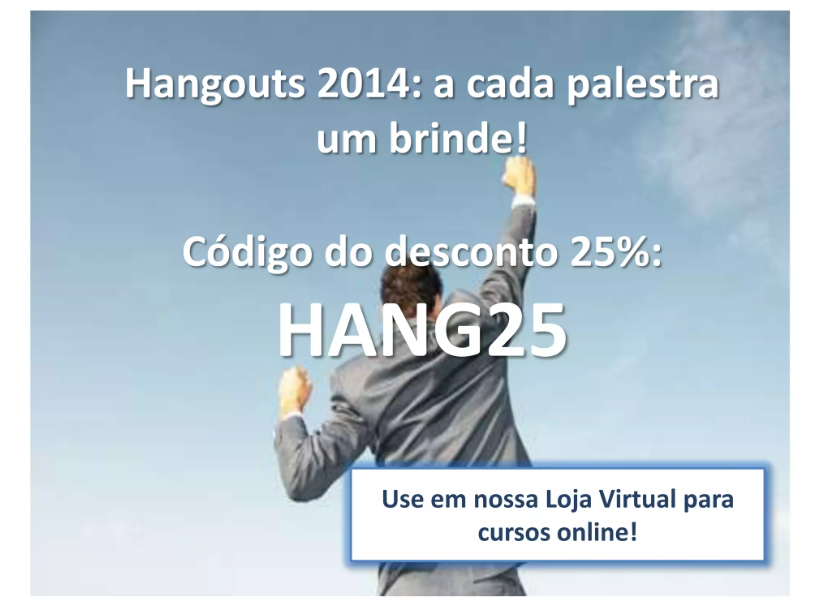 Hangouts 2014: a cada palestra
um brinde!
Código do desconto 25%:
HANG25
Use em nossa Loja Virtual para
cursos online!